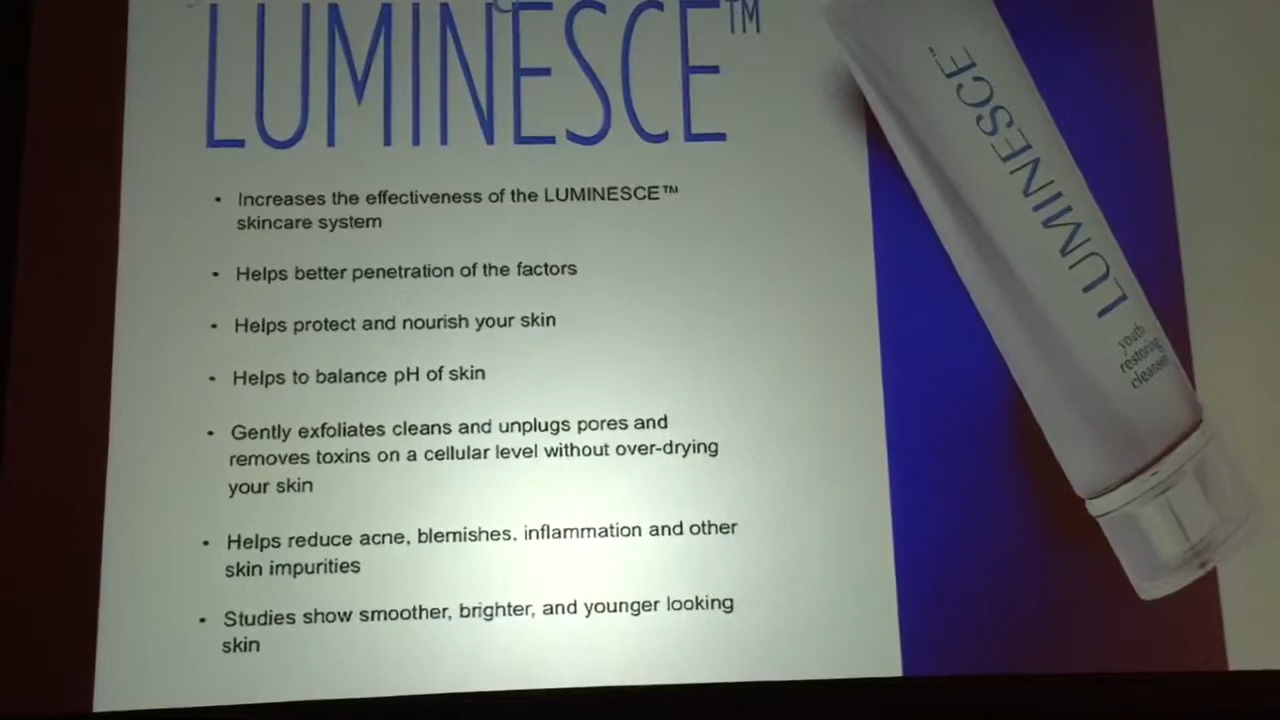 LUMINESCE™
• Increases the effectiveness of the LUMINESCE™
skincare system
• Helps better penetration of the factors
• Helps protect and nourish your skin
• Helps to balance pH of skin
• Gently exfoliates cleans and unplugs pores and
removes toxins on a cellular level without over-drying
your skin
• Helps reduce acne, blemishes, inflammation and other
skin impurities
• Studies show smoother, brighter, and younger looking
skin
LUMINESCE™
youth
restoring
cleanser